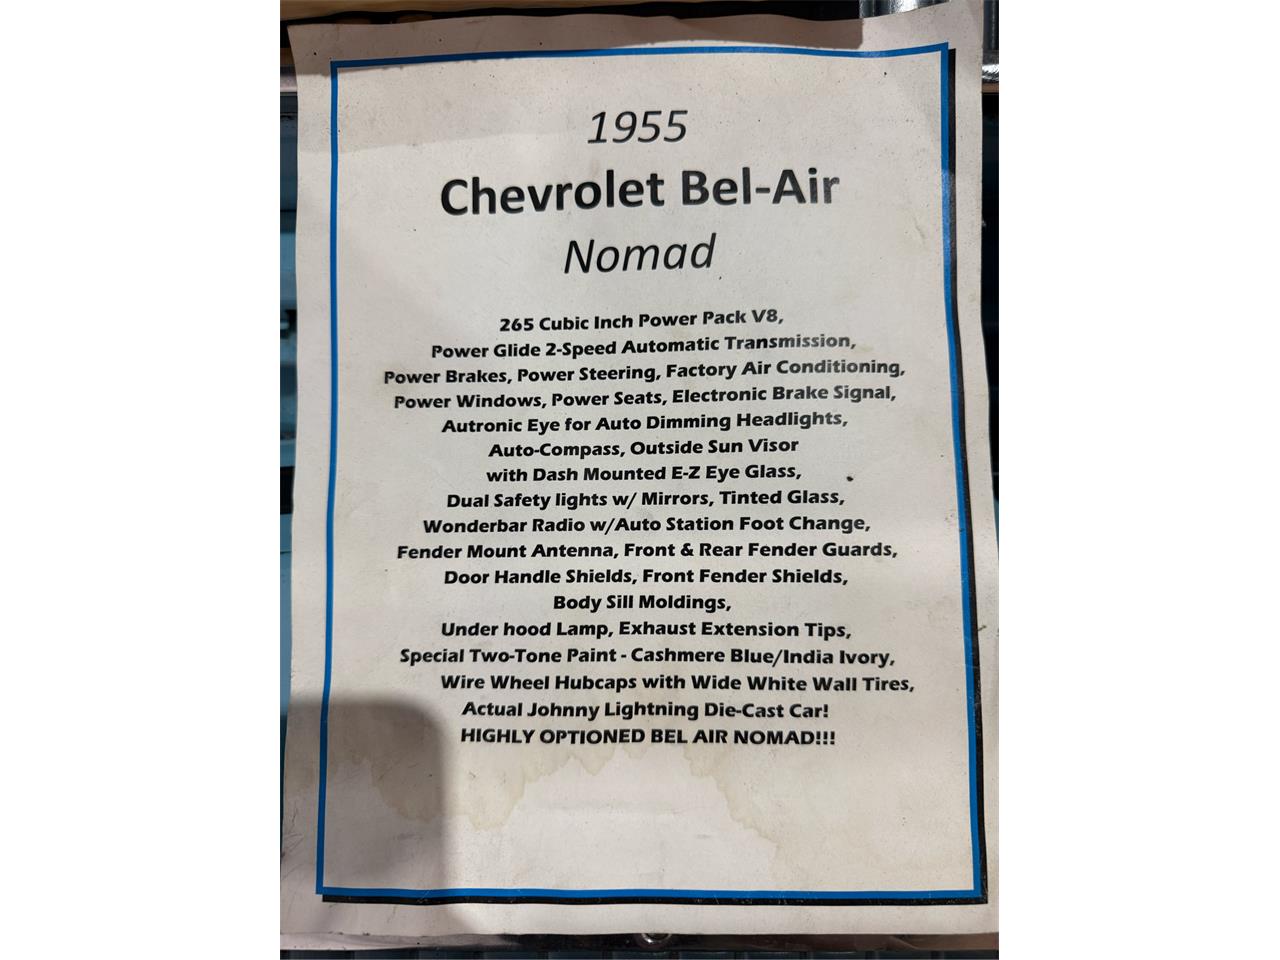 1955
Chevrolet Bel-Air
Nomad
265 Cubic Inch Power Pack V8,
Power Glide 2-Speed Automatic Transmission,
Power Brakes, Power Steering, Factory Air Conditioning,
Power Windows, Power Seats, Electronic Brake Signal,
Autronic Eye for Auto Dimming Headlights,
Auto-Compass, Outside Sun Visor
with Dash Mounted E-Z Eye Glass,
Dual Safety lights w/ Mirrors, Tinted Glass,
Wonderbar Radio w/Auto Station Foot Change,
Fender Mount Antenna, Front & Rear Fender Guards,
Door Handle Shields, Front Fender Shields,
Body Sill Moldings,
Under hood Lamp, Exhaust Extension Tips,
Special Two-Tone Paint - Cashmere Blue/India Ivory,
Wire Wheel Hubcaps with Wide White Wall Tires,
Actual Johnny Lightning Die-Cast Car!
HIGHLY OPTIONED BEL AIR NOMAD!!!